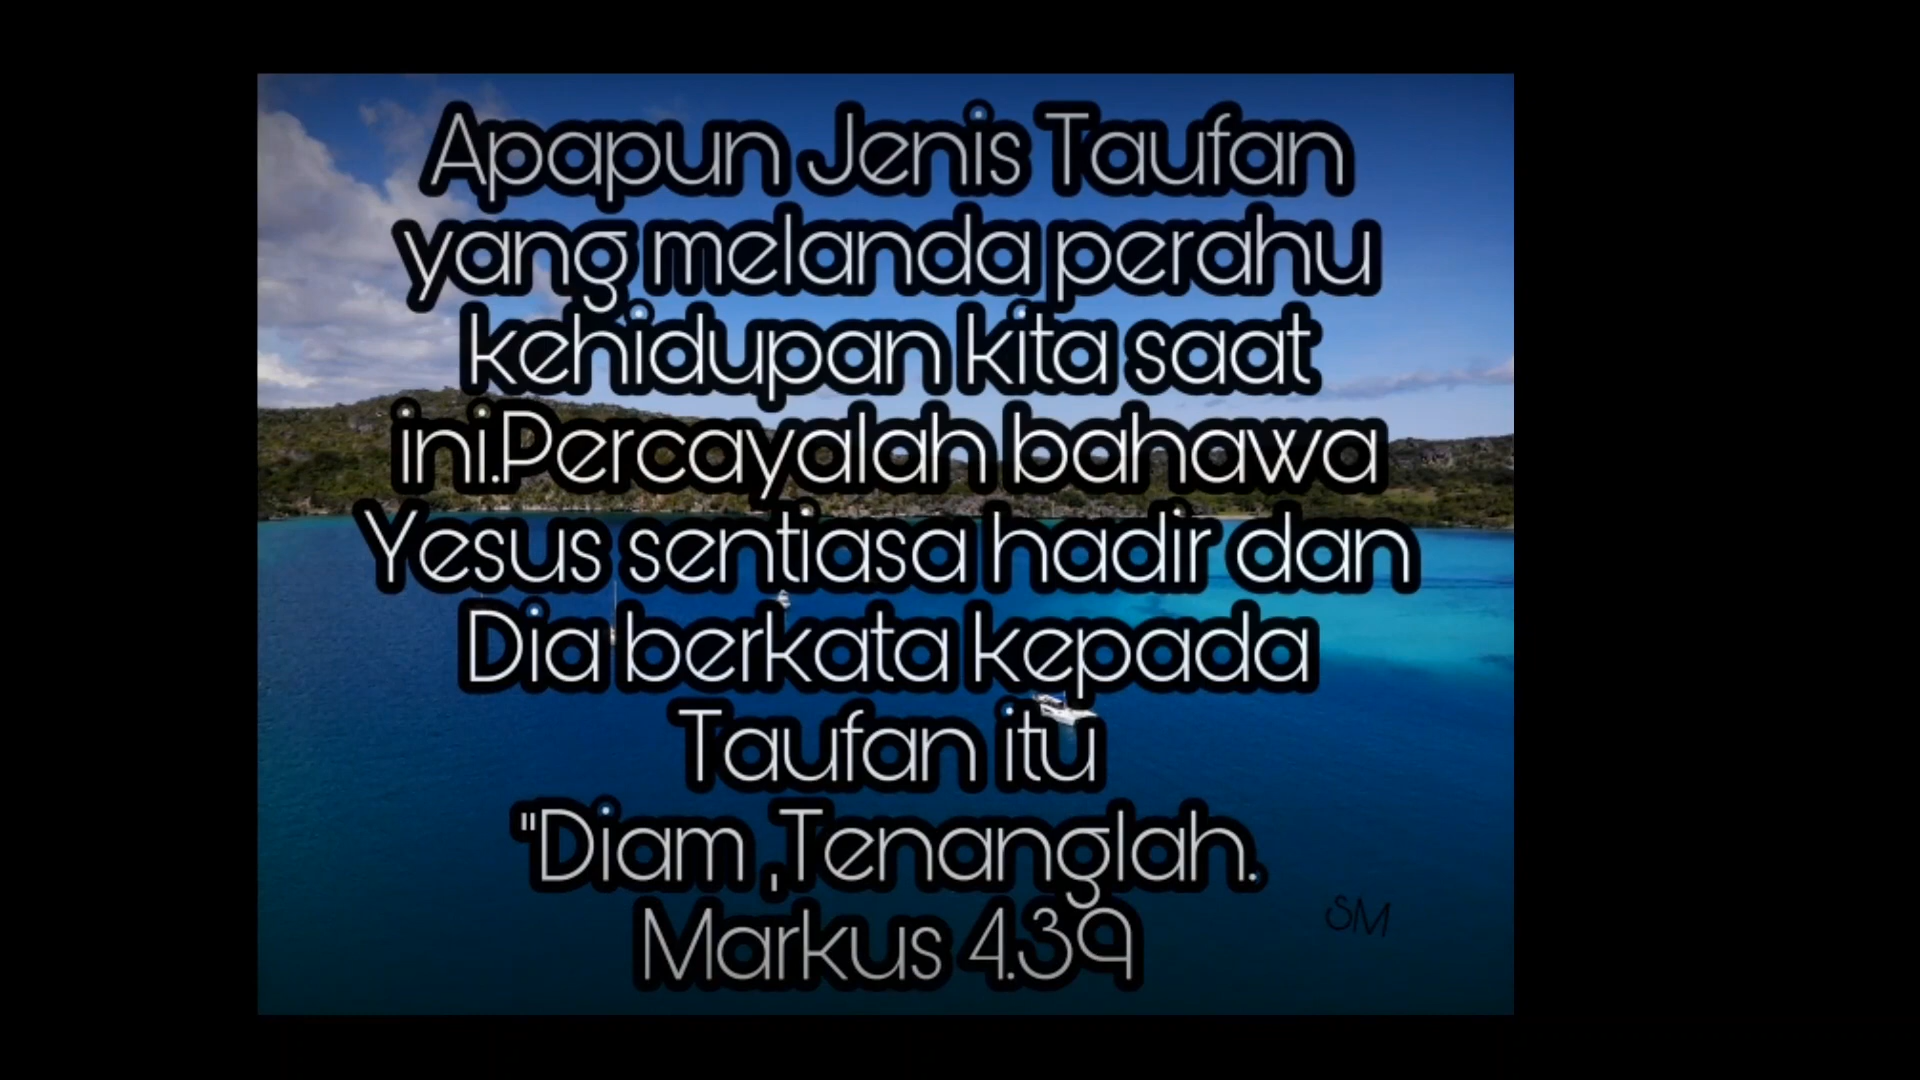 Apapun Jenis Taufan
yang melanda perahu
kehidupan kita saat
ini.Percayalah bahawa
Yesus sentiasa hadir dan
Dia berkata kepada
Taufan itu
"Diam ,Tenanglah.
Markus 4.39
SM